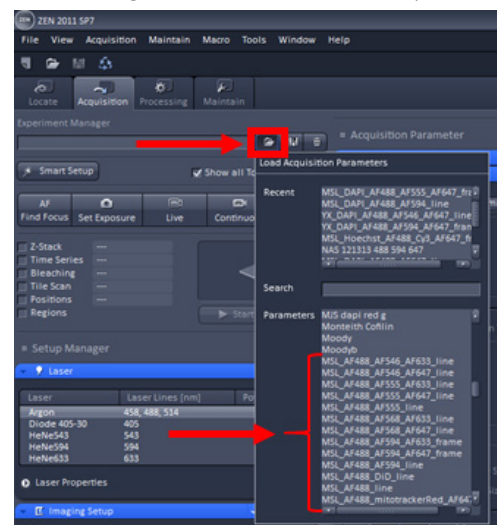 ZEN 2011 SP7
File View Acquisition Maintain Macro Tools Window Help
Locate Acquisition Processing Maintain
Experiment Manager
Acquisition Parameter
Smart Setup
Show all To
Load Acquisition Parameters
AF
Find Focus Set Exposure Live Continuo
Z-Stack
Time Series
Bleaching
Tile Scan
Positions
Regions
Start
Setup Manager
Laser
Laser Laser Lines [nm] Po
Argon 458, 488, 514
Diode 405-30 405
HeNe543 543
HeNe594 594
HeNe633 633
Laser Properties
Imaging Setup
Recent
MSL_DAPI_AF488_AF555_AF647_fra
MSL_DAPI_AF488_AF594_line
YX_DAPI_AF488_AF546_AF647_line
YX_DAPI_AF488_AF594_AF647_fran
MSL_Hoechst_AF488_Cy3_AF647_fr
NAS 121313 488 594 647
Search
Parameters
MJS dapi red g
Monteith Cofilin
Moody
Moodyb
MSL_AF488_AF546_AF633_line
MSL_AF488_AF546_AF647_line
MSL_AF488_AF555_AF633_line
MSL_AF488_AF555_AF647_line
MSL_AF488_AF555_line
MSL_AF488_AF568_AF633_line
MSL_AF488_AF568_AF647_line
MSL_AF488_AF594_AF633_frame
MSL_AF488_AF594_AF647_frame
MSL_AF488_AF594_line
MSL_AF488_DiD_line
MSL_AF488_line
MSL_AF488_mitotrackerRed_AF647